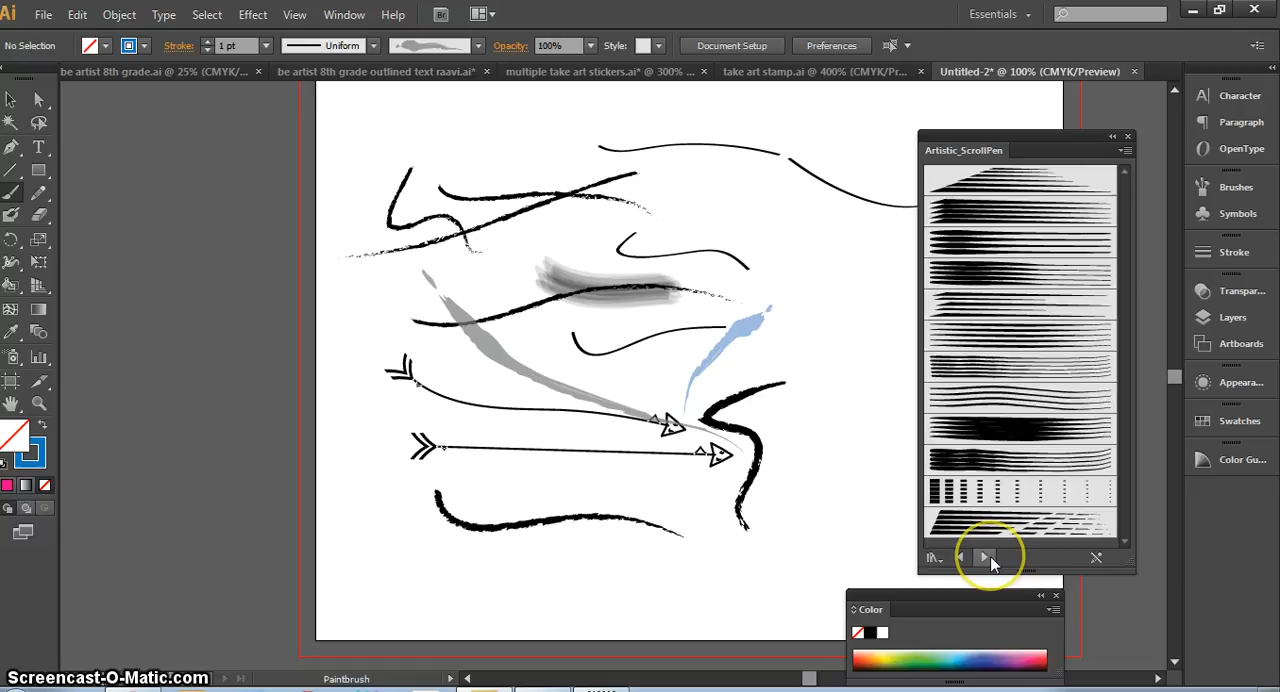 Ai File Edit Object Type Select Effect View Window Help Br Essentials
No Selection Stroke: 1 pt Uniform Opacity: 100% Style: Document Setup Preferences
be artist 8th grade.ai @ 25% (CMYK/... × be artist 8th grade outlined text raavi.ai* × multiple take art stickers.ai* @ 300% ... × take art stamp.ai @ 400% (CMYK/Pr... × Untitled-2* @ 100% (CMYK/Preview) ×
Artistic_ScrollPen
Character
Paragraph
OpenType
Brushes
Symbols
Stroke
Transpar...
Layers
Artboards
Appeara...
Swatches
Color Gu...
Color
Screencast-O-Matic.com
Paintbrush